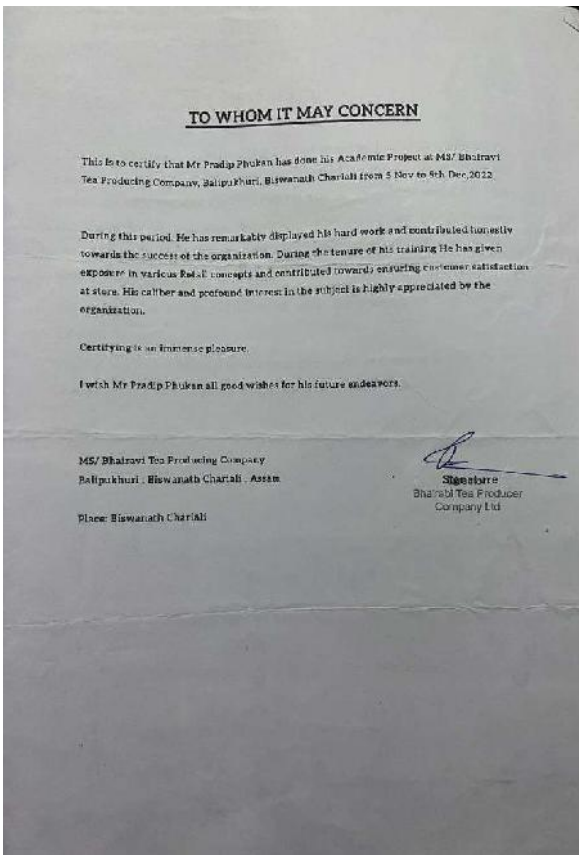 TO WHOM IT MAY CONCERN
This is to certify that Mr Pradip Phukan has done his Academic Project at MS/ Bhairavi
Tea Producing Company, Balipukhuri, Biswanath Chariali from 5 Nov to 5th Dec,2022
During this period. He has remarkably displayed his hard work and contributed honestly
towards the success of the organization. During the tenure of his training He has given
exposure in various Retail concepts and contributed towards ensuring customer satisfaction
at store. His caliber and profound interest in the subject is highly appreciated by the
organization.
Certifying is an immense pleasure.
I wish Mr Pradip Phukan all good wishes for his future endeavors.
MS/ Bhairavi Tea Producing Company
Balipukhuri , Biswanath Chariali , Assam
Place: Biswanath Chariali
Signature
Bhairabi Tea Producer
Company Ltd